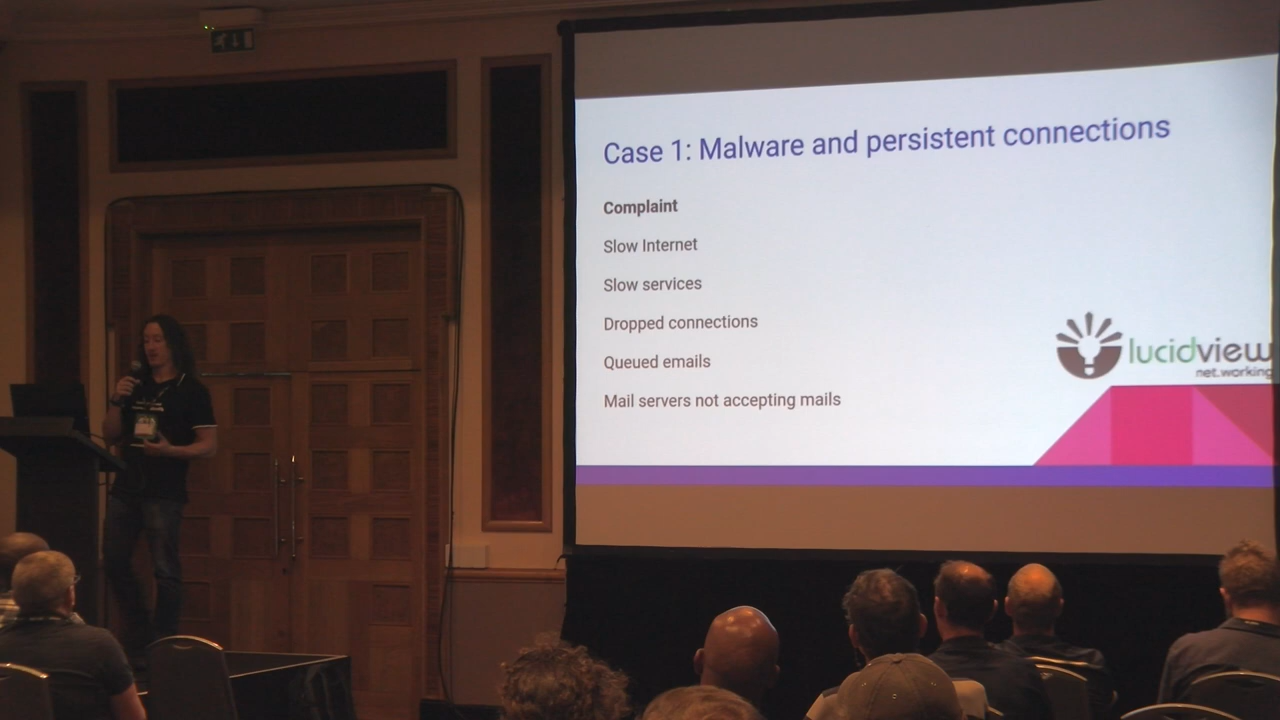 Case 1: Malware and persistent connections
Complaint
Slow Internet
Slow services
Dropped connections
Queued emails
Mail servers not accepting mails
lucidview
net.working